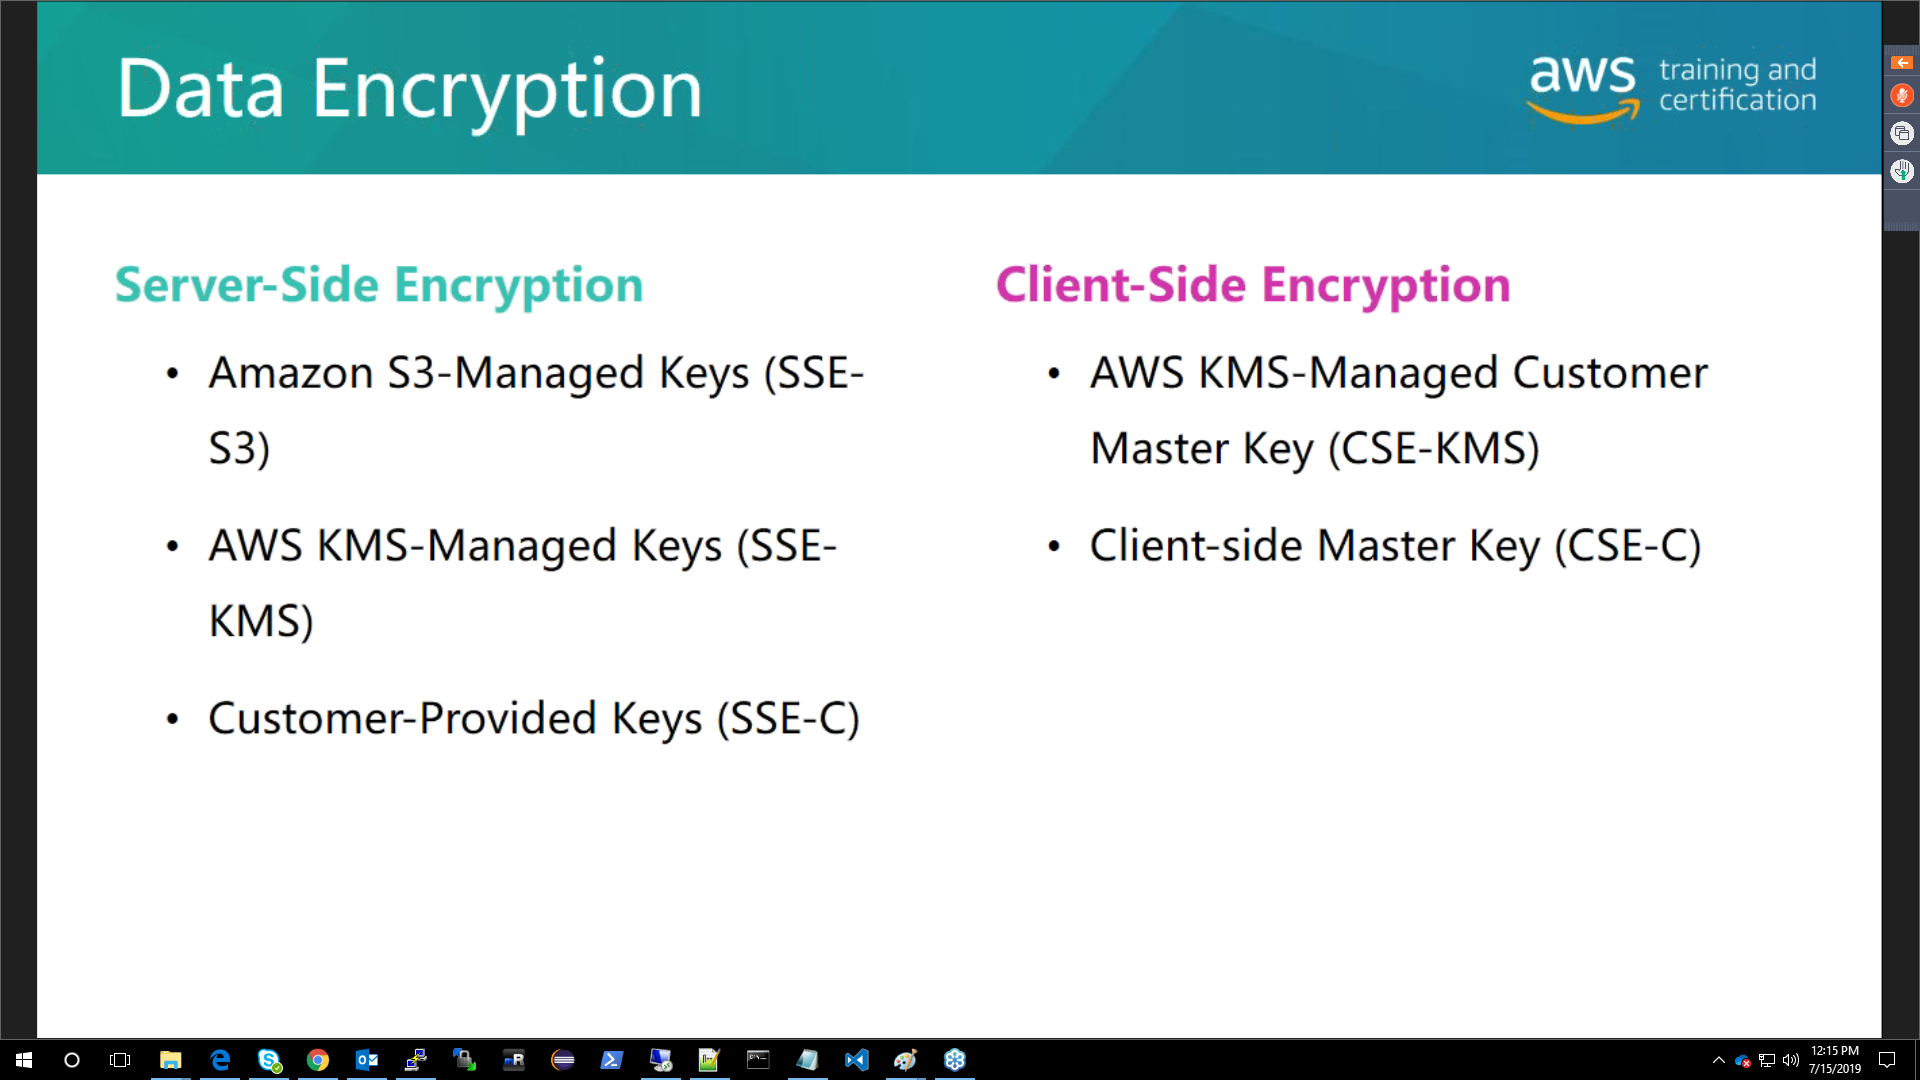 Data Encryption
aws training and
certification
Server-Side Encryption
• Amazon S3-Managed Keys (SSE-
S3)
• AWS KMS-Managed Keys (SSE-
KMS)
• Customer-Provided Keys (SSE-C)
Client-Side Encryption
• AWS KMS-Managed Customer
Master Key (CSE-KMS)
• Client-side Master Key (CSE-C)
12:15 PM
7/15/2019